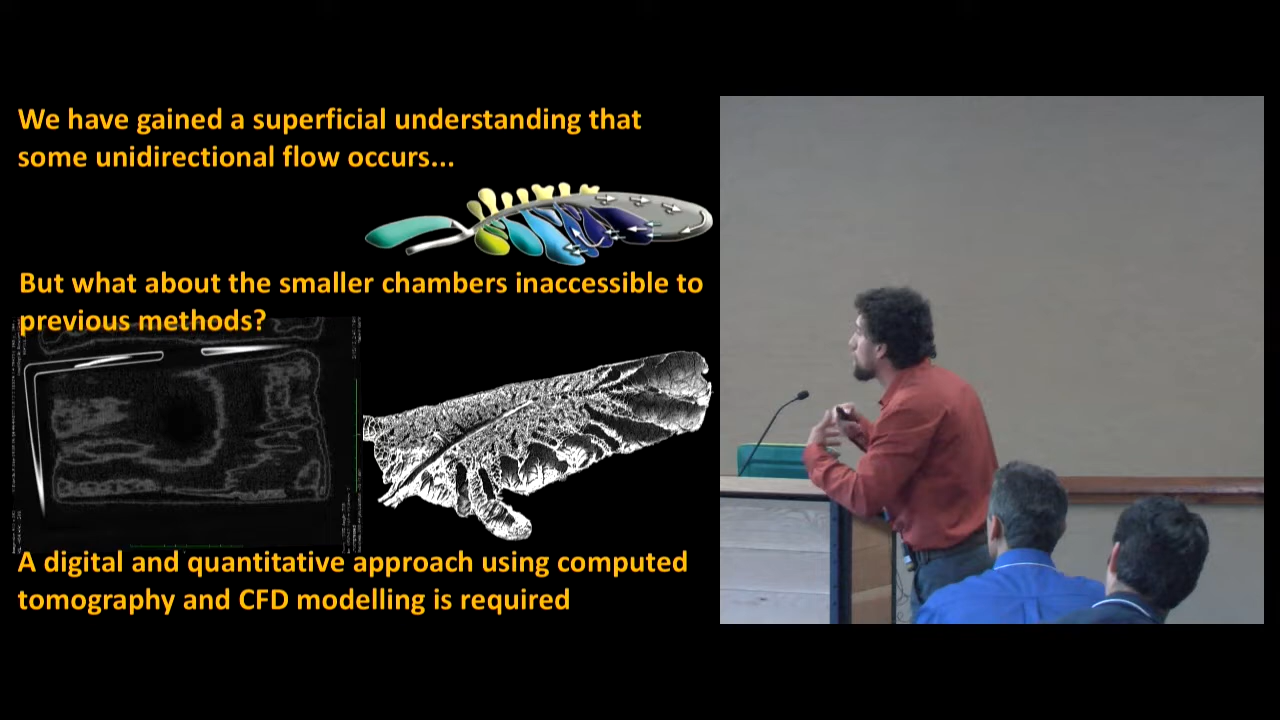 We have gained a superficial understanding that
some unidirectional flow occurs...
But what about the smaller chambers inaccessible to
previous methods?
A digital and quantitative approach using computed
tomography and CFD modelling is required